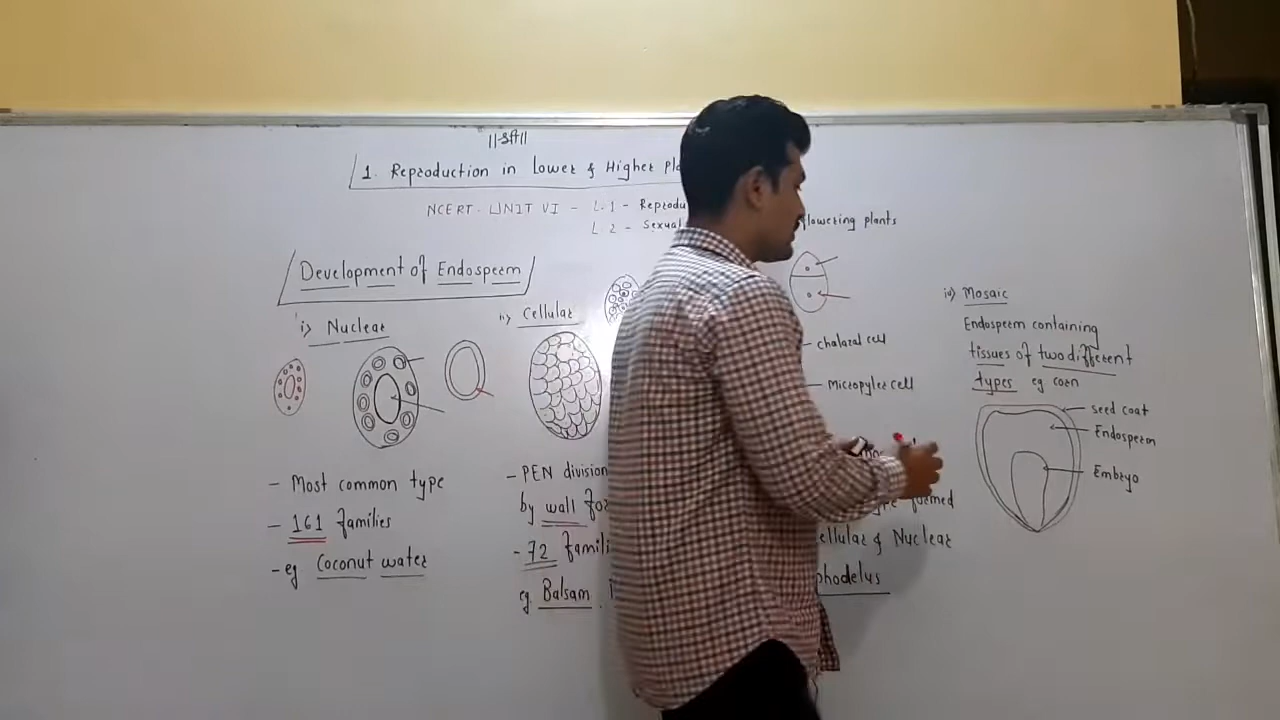 ||श्री||
1. Reproduction in Lower & Higher
NCERT. UNIT VI - L.1 - Reprodu
L. 2 - Sexual
flowering plants
Development of Endosperm
i) Nuclear
- Most common type
- 161 families
- eg Coconut water
ii) Cellular
- PEN division
by wall
- 72 famili
eg. Balsam
chalazal cell
Micropyler cell
type formed
ellular & Nuclear
phodelus
iv) Mosaic
Endosperm containing
tissues of two different
types eg corn
seed coat
Endosperm
Embryo